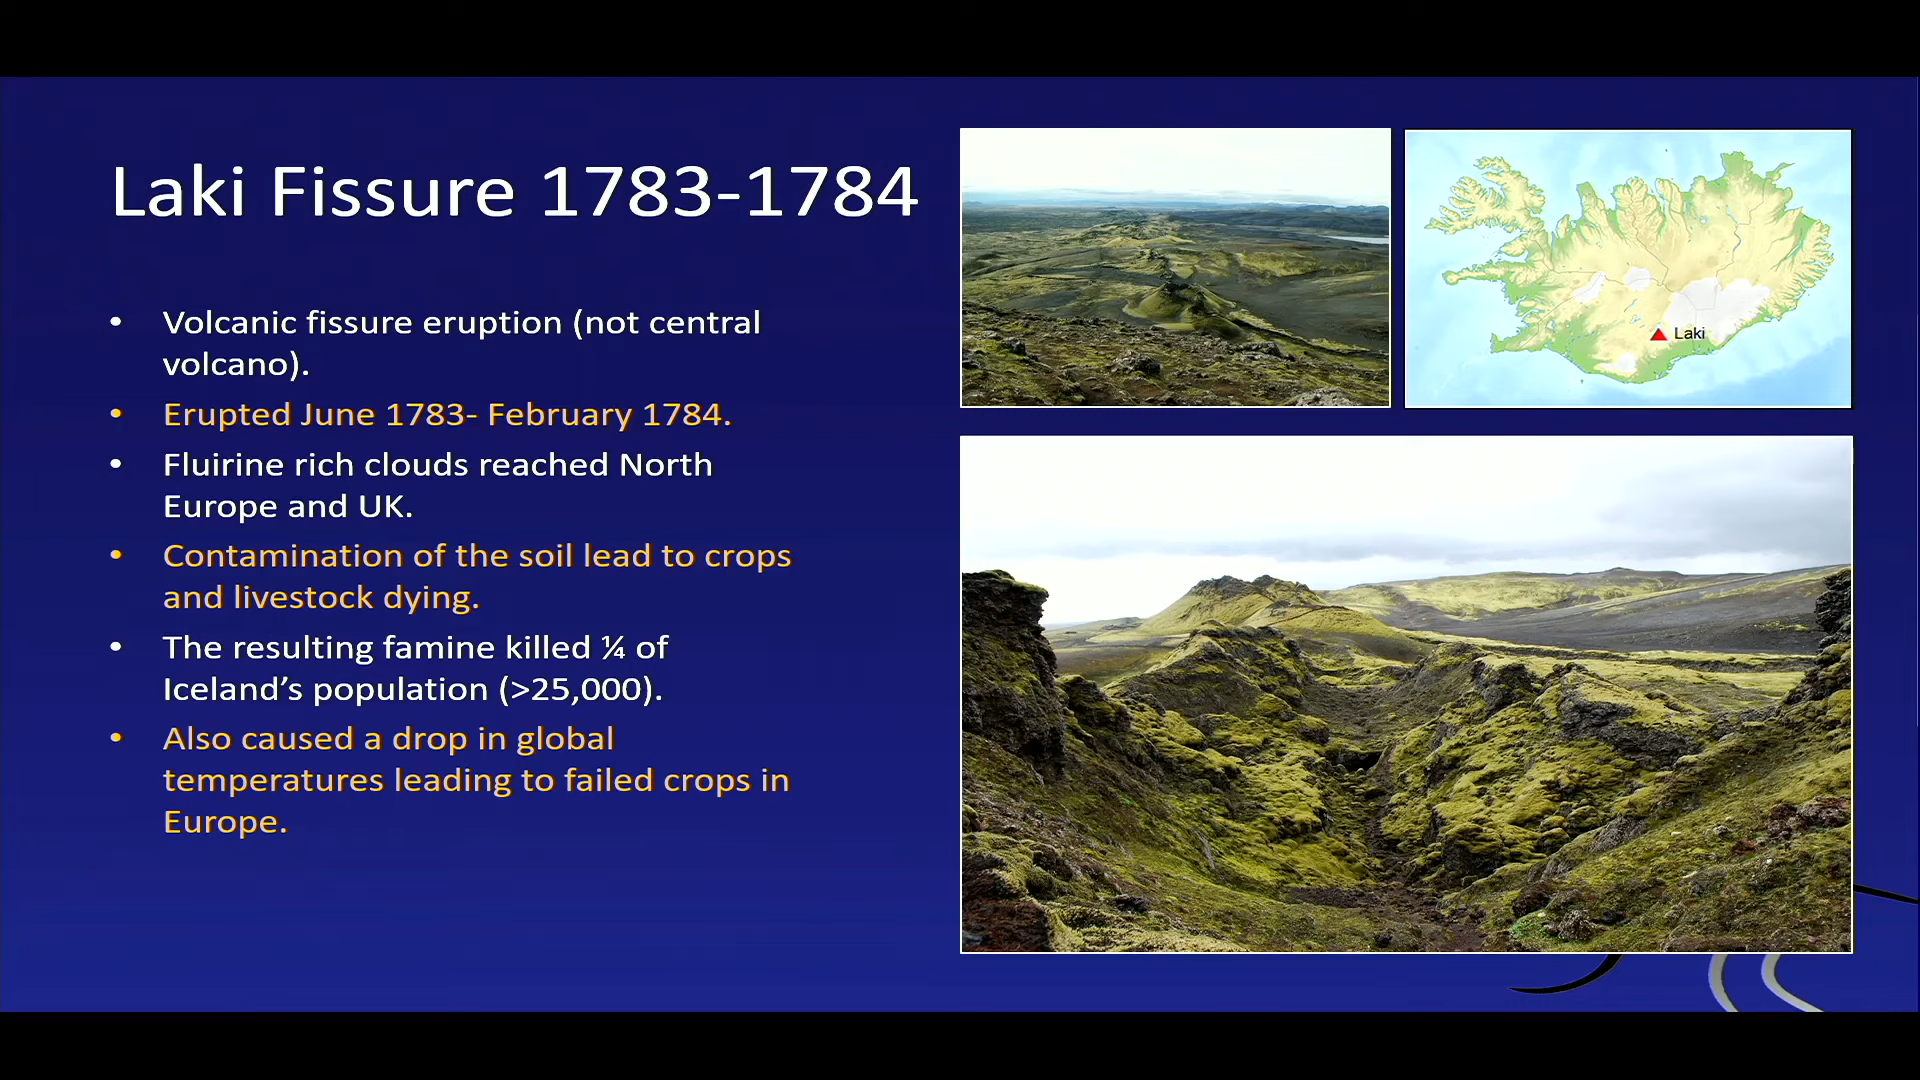 Laki Fissure 1783-1784
• Volcanic fissure eruption (not central
volcano).
• Erupted June 1783- February 1784.
• Fluirine rich clouds reached North
Europe and UK.
• Contamination of the soil lead to crops
and livestock dying.
• The resulting famine killed ¼ of
Iceland’s population (>25,000).
• Also caused a drop in global
temperatures leading to failed crops in
Europe.
Laki